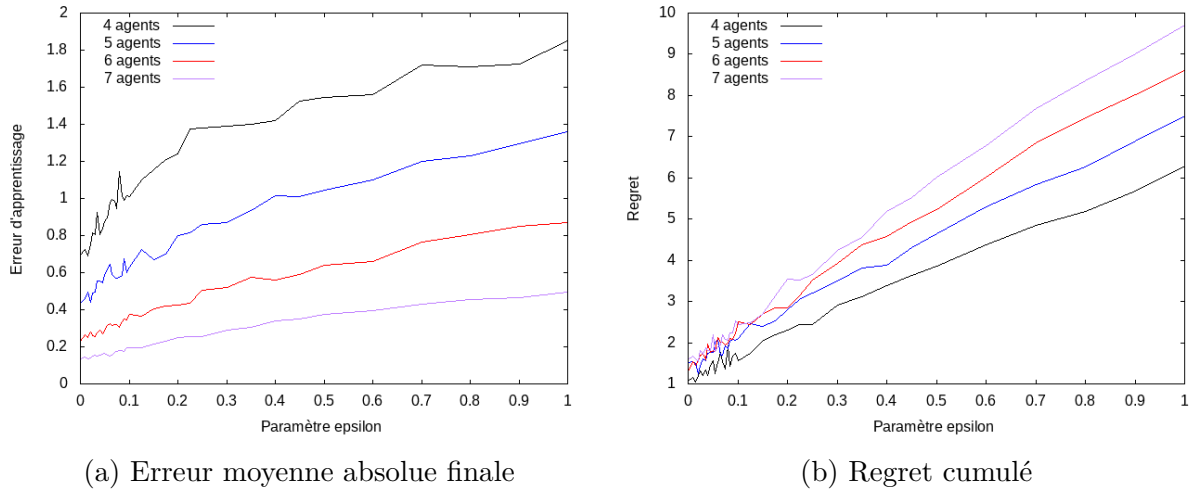 2
1.8
1.6
1.4
1.2
1
0.8
0.6
0.4
0.2
0
0 0.1 0.2 0.3 0.4 0.5 0.6 0.7 0.8 0.9 1
Erreur d'apprentissage
Paramètre epsilon
4 agents
5 agents
6 agents
7 agents
(a) Erreur moyenne absolue finale
10
9
8
7
6
5
4
3
2
1
0 0.1 0.2 0.3 0.4 0.5 0.6 0.7 0.8 0.9 1
Regret
Paramètre epsilon
4 agents
5 agents
6 agents
7 agents
(b) Regret cumulé